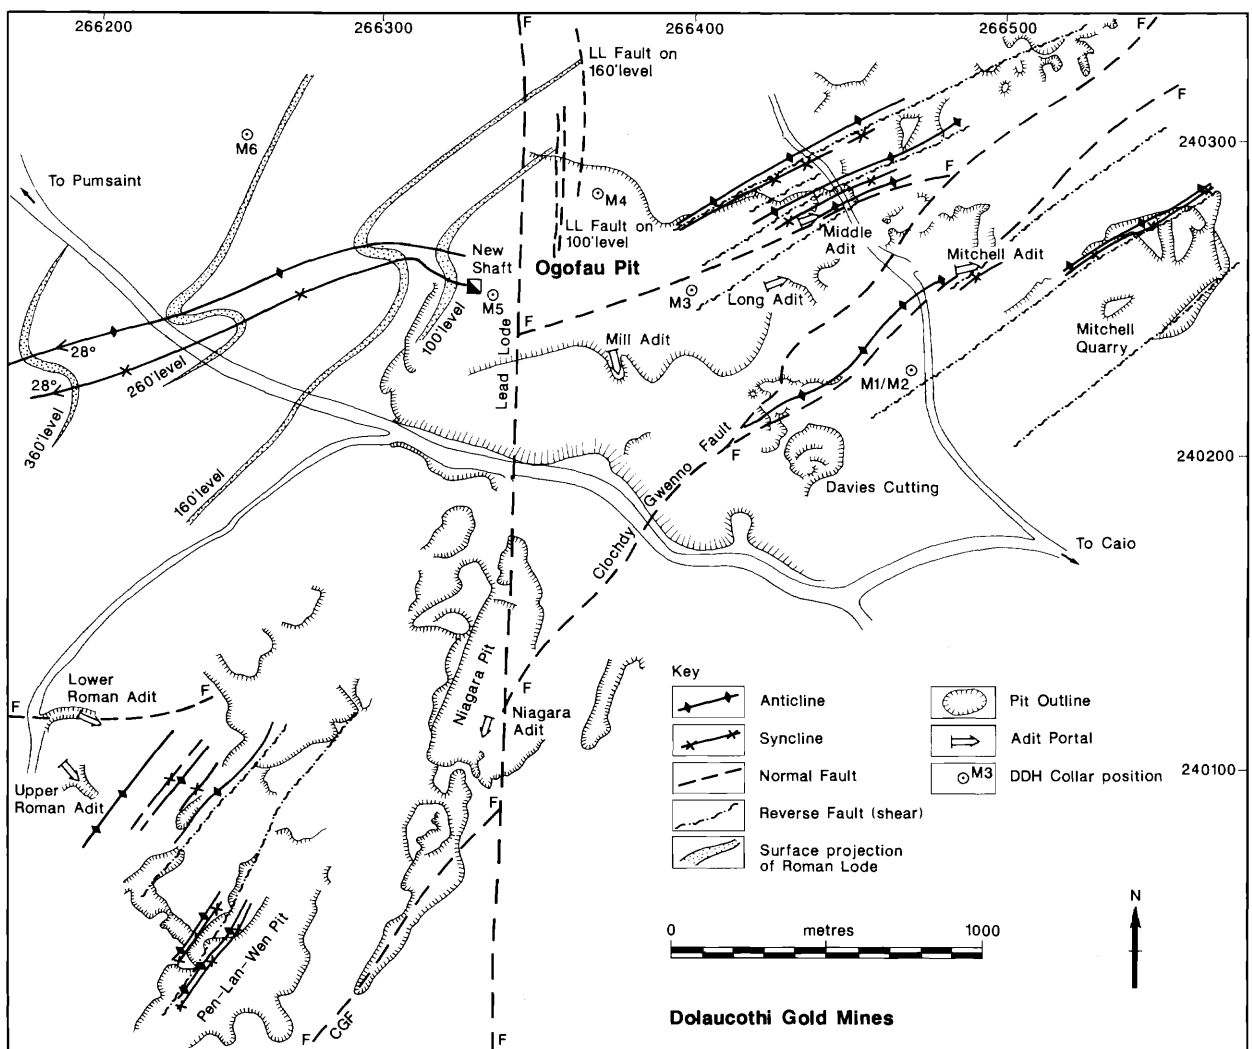 266200
266300
266400
266500
F
F
LL Fault on
160'level
F
M6
240300
To Pumsaint
M4
F
LL Fault on
100'level
Middle
Adit
Mitchell Adit
New
Shaft
Ogofau Pit
M5
M3
Long Adit
100'level
F
Mitchell
Quarry
28°
Mill Adit
Lead Lode
28°
260'level
M1/M2
360'level
160'level
Clochdy Gwenno Fault
F
240200
Davies Cutting
To Caio
Lower
Roman Adit
F
F
F
Niagara Pit
Niagara
Adit
Upper
Roman Adit
F
240100
Pen-Lan-Wen Pit
F
CGF
F
Key
Anticline
Syncline
Normal Fault
Reverse Fault (shear)
Surface projection
of Roman Lode
Pit Outline
Adit Portal
M3
DDH Collar position
N
0
metres
1000
Dolaucothi Gold Mines